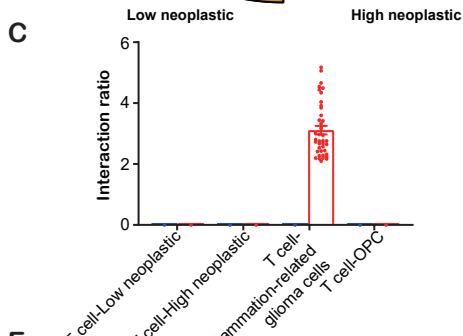 Low neoplastic High neoplastic
C
Interaction ratio
6
4
2
0
cell-Low neoplastic
cell-High neoplastic
T cell-
ammation-related
glioma cells
T cell-OPC